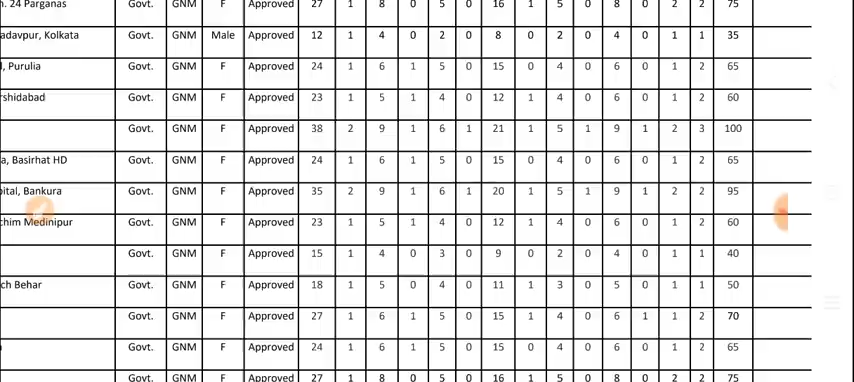 n. 24 Parganas Govt. GNM F Approved 27 1 8 0 5 0 16 1 5 0 8 0 2 2 75
adavpur, Kolkata Govt. GNM Male Approved 12 1 4 0 2 0 8 0 2 0 4 0 1 1 35
l, Purulia Govt. GNM F Approved 24 1 6 1 5 0 15 0 4 0 6 0 1 2 65
rshidabad Govt. GNM F Approved 23 1 5 1 4 0 12 1 4 0 6 0 1 2 60
Govt. GNM F Approved 38 2 9 1 6 1 21 1 5 1 9 1 2 3 100
a, Basirhat HD Govt. GNM F Approved 24 1 6 1 5 0 15 0 4 0 6 0 1 2 65
pital, Bankura Govt. GNM F Approved 35 2 9 1 6 1 20 1 5 1 9 1 2 2 95
chim Medinipur Govt. GNM F Approved 23 1 5 1 4 0 12 1 4 0 6 0 1 2 60
Govt. GNM F Approved 15 1 4 0 3 0 9 0 2 0 4 0 1 1 40
ch Behar Govt. GNM F Approved 18 1 5 0 4 0 11 1 3 0 5 0 1 1 50
Govt. GNM F Approved 27 1 6 1 5 0 15 1 4 0 6 1 1 2 70
Govt. GNM F Approved 24 1 6 1 5 0 15 0 4 0 6 0 1 2 65
Govt. GNM F Approved 27 1 8 0 5 0 16 1 5 0 8 0 2 2 75